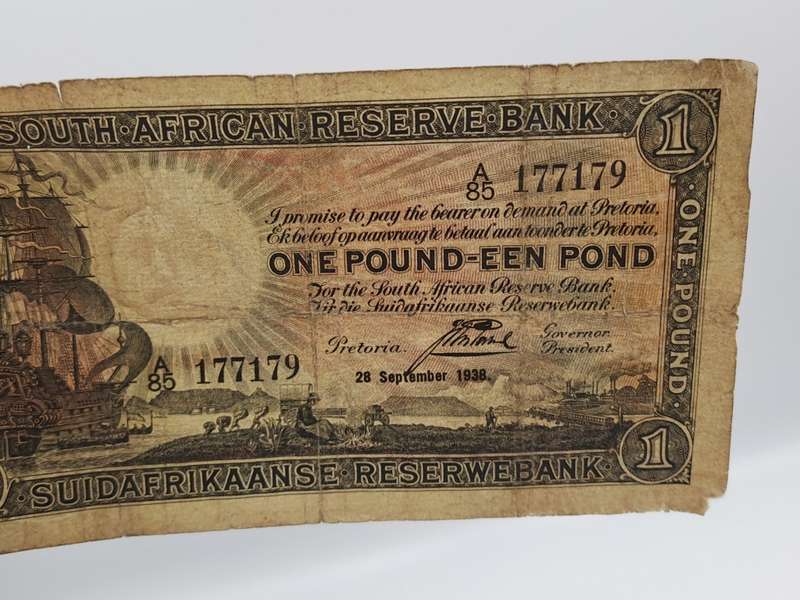 SOUTH·AFRICAN·RESERVE·BANK·
1
A/85 177179
I promise to pay the bearer on demand at Pretoria,
Ek beloof op aanvraag te betaal aan toonder te Pretoria,
ONE POUND-EEN POND
For the South African Reserve Bank.
Vir die Suidafrikaanse Reserwebank.
Pretoria.
Governor
President.
28 September 1938.
A/85 177179
·ONE·POUND·
1
·SUIDAFRIKAANSE·RESERWEBANK·